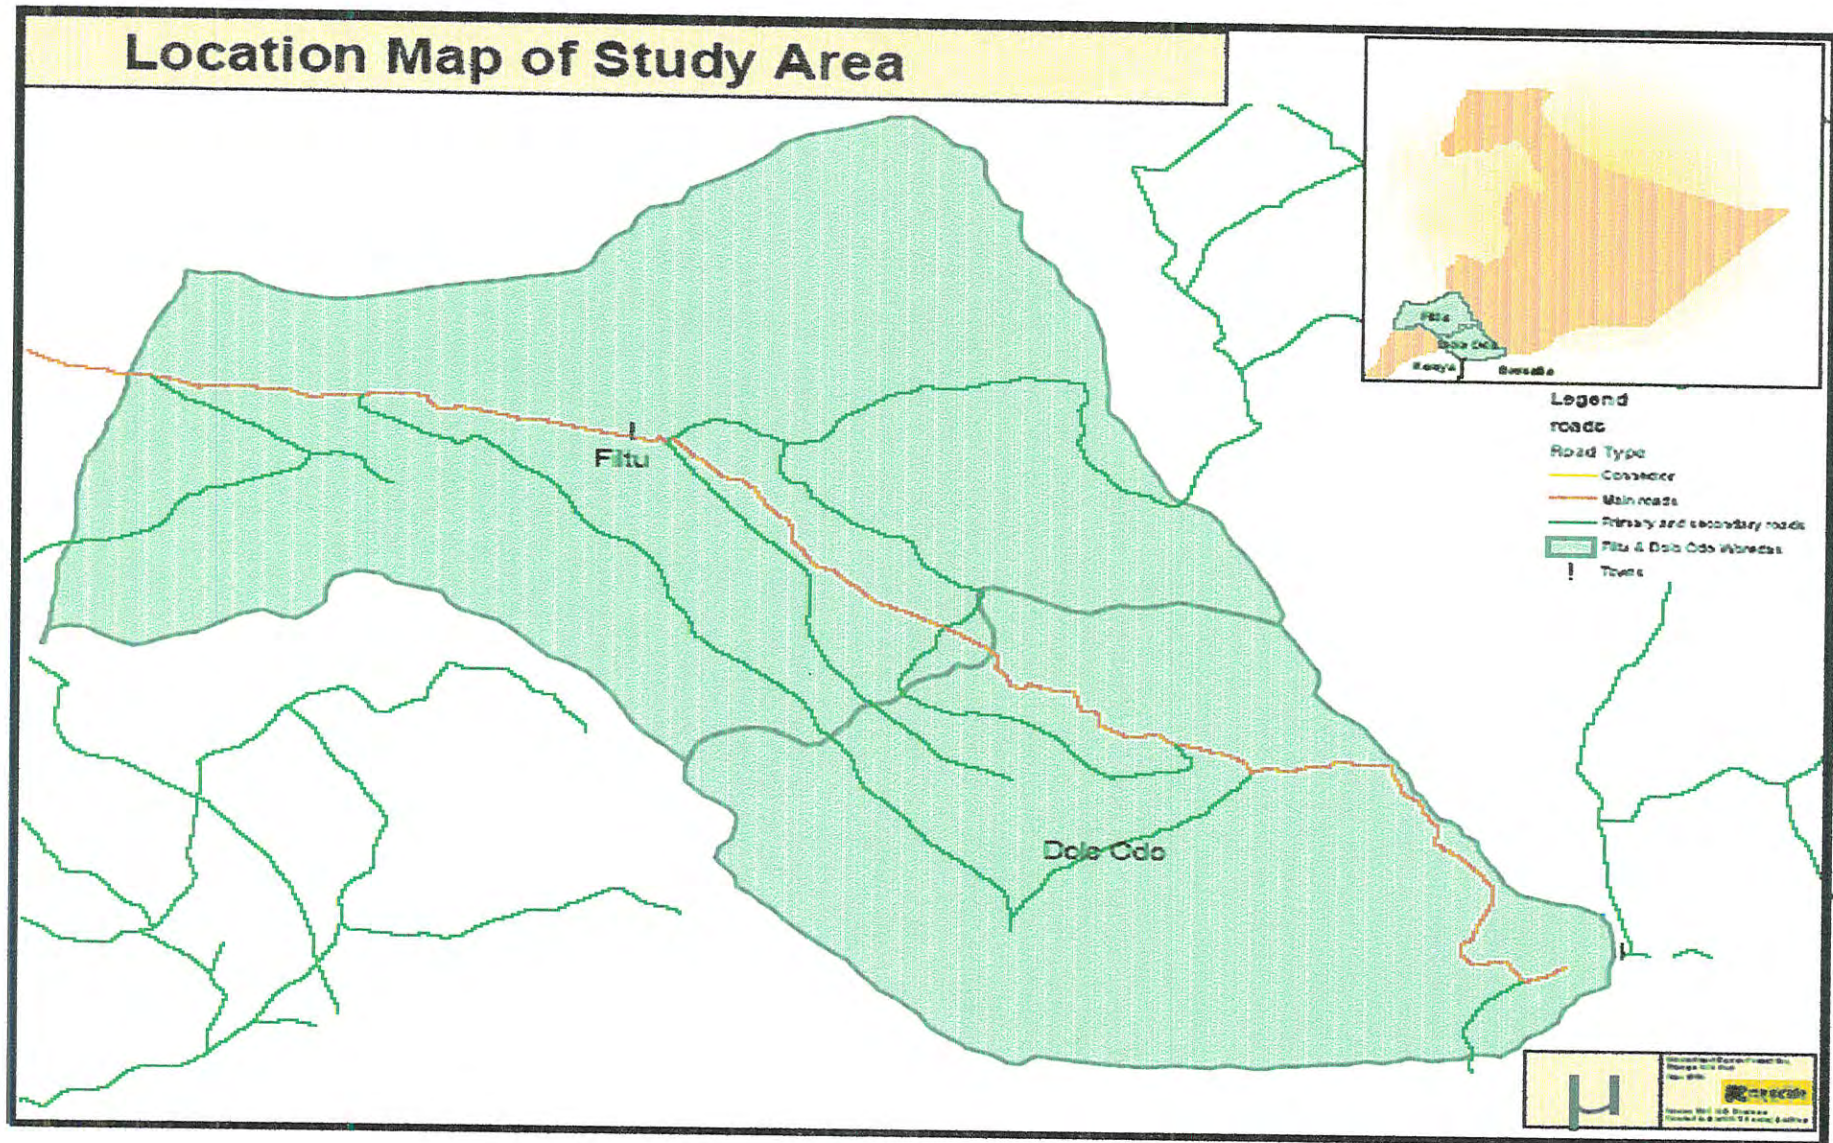 Location Map of Study Area
Filtu
Dolo Odo
Filtu
Dolo Odo
Kenya
Somalia
Legend
roads
Road Type
Connector
Main roads
Primary and secondary roads
Filtu & Dolo Odo Woredas
! Towns
µ